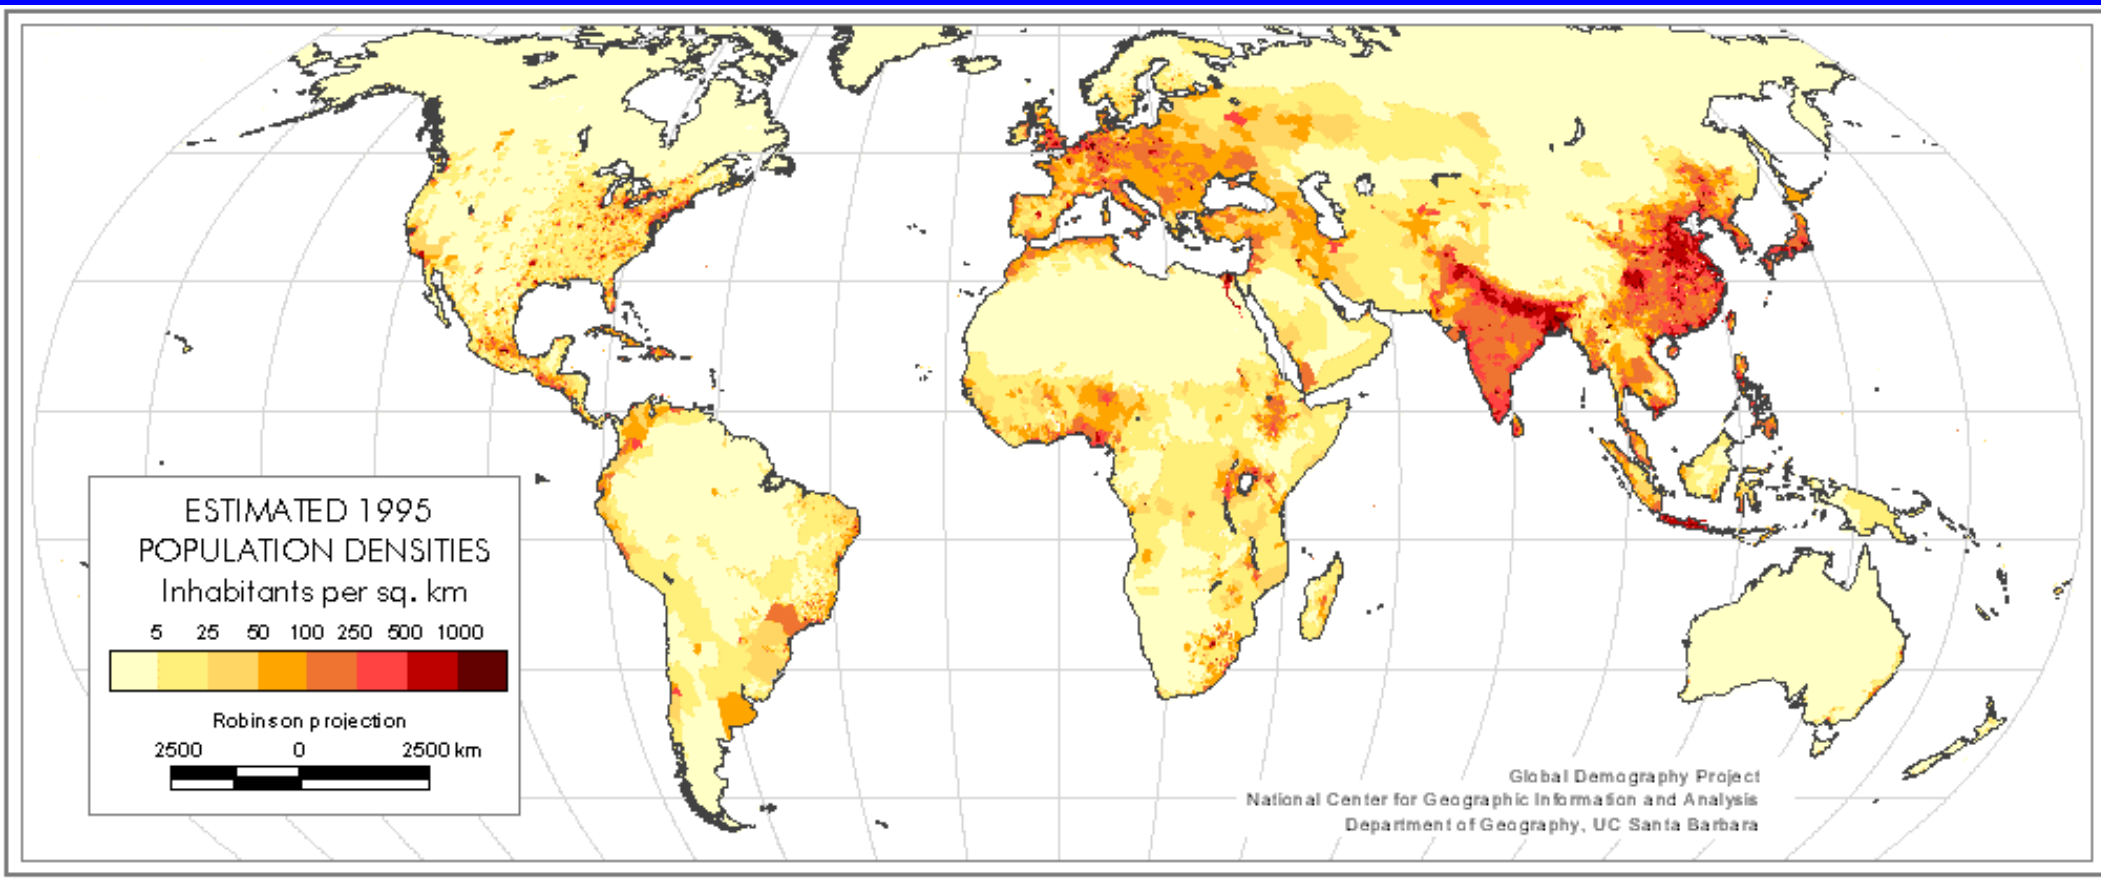 ESTIMATED 1995
POPULATION DENSITIES
Inhabitants per sq. km
5 25 50 100 250 500 1000
Robinson projection
2500 0 2500 km
Global Demography Project
National Center for Geographic Information and Analysis
Department of Geography, UC Santa Barbara